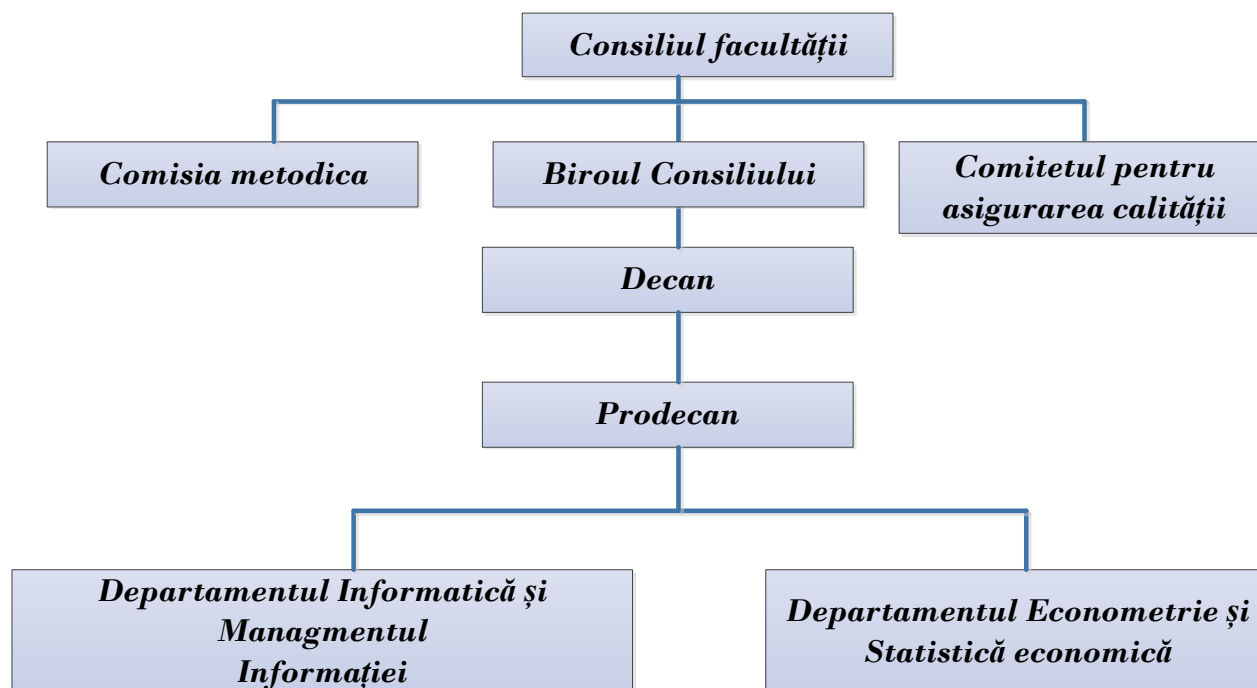 Consiliul facultății
Comisia metodica
Biroul Consiliului
Comitetul pentru
asigurarea calității
Decan
Prodecan
Departamentul Informatică și
Managmentul
Informației
Departamentul Econometrie și
Statistică economică